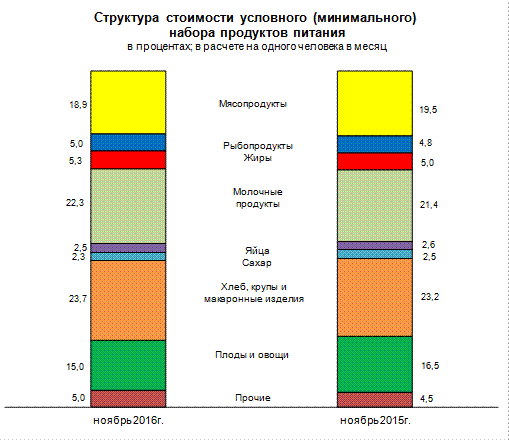 Структура стоимости условного (минимального)
набора продуктов питания
в процентах; в расчете на одного человека в месяц
18,9 Мясопродукты 19,5
5,0 Рыбопродукты 4,8
5,3 Жиры 5,0
22,3 Молочные
продукты 21,4
2,5 Яйца 2,6
2,3 Сахар 2,5
23,7 Хлеб, крупы и
макаронные изделия 23,2
15,0 Плоды и овощи 16,5
5,0 Прочие 4,5
ноябрь2016г. ноябрь2015г.